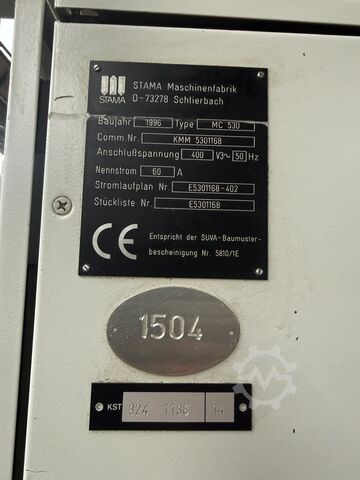 STAMA
STAMA Maschinenfabrik
D-73278 Schlierbach
Baujahr 1996 Type MC 530
Comm.Nr. KMM 5301168
Anschlußspannung 400 V3~ 50 Hz
Nennstrom 60 A
Stromlaufplan Nr. E5301168-402
Stückliste Nr. E5301168
CE Entspricht der SUVA-Baumuster-
bescheinigung Nr. 5810/1E
1504
KST 324 1138 14